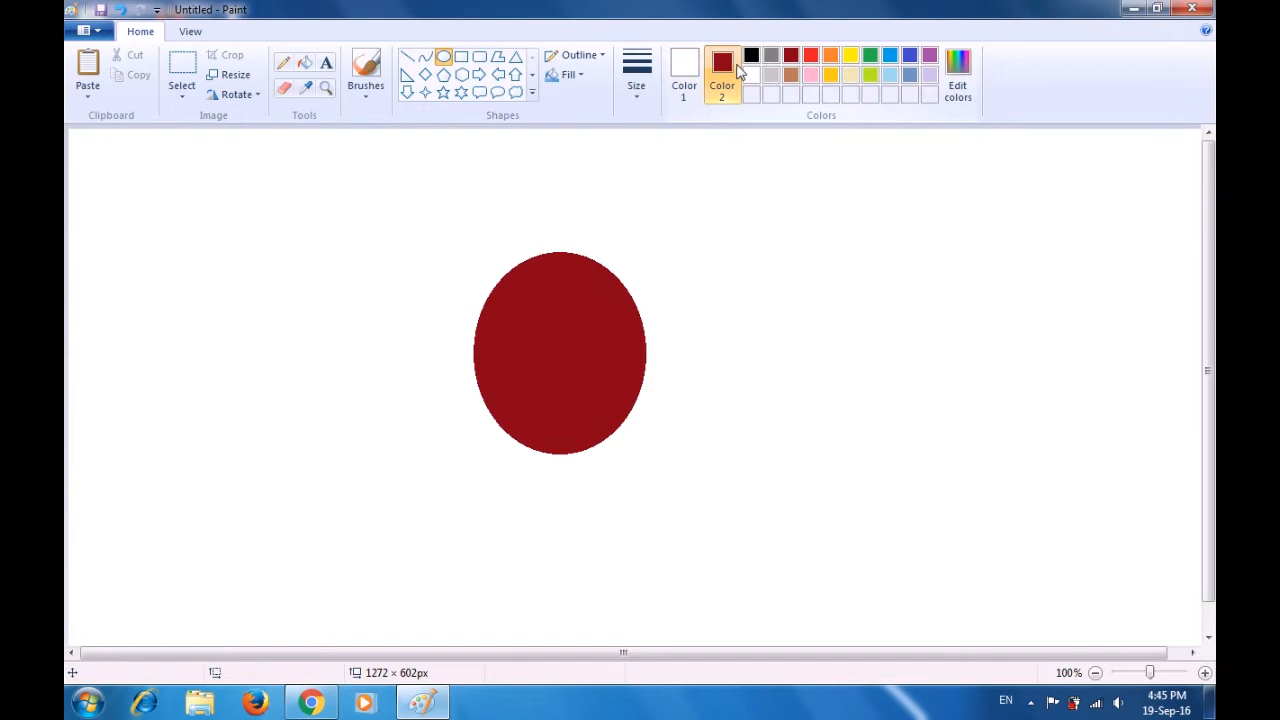 Untitled - Paint
Home View
Paste
Cut
Copy
Clipboard
Select
Crop
Resize
Rotate
Image
A
Tools
Brushes
Shapes
Outline
Fill
Size
Color 1
Color 2
Edit colors
Colors
1272 × 602px
100%
EN
4:45 PM
19-Sep-16